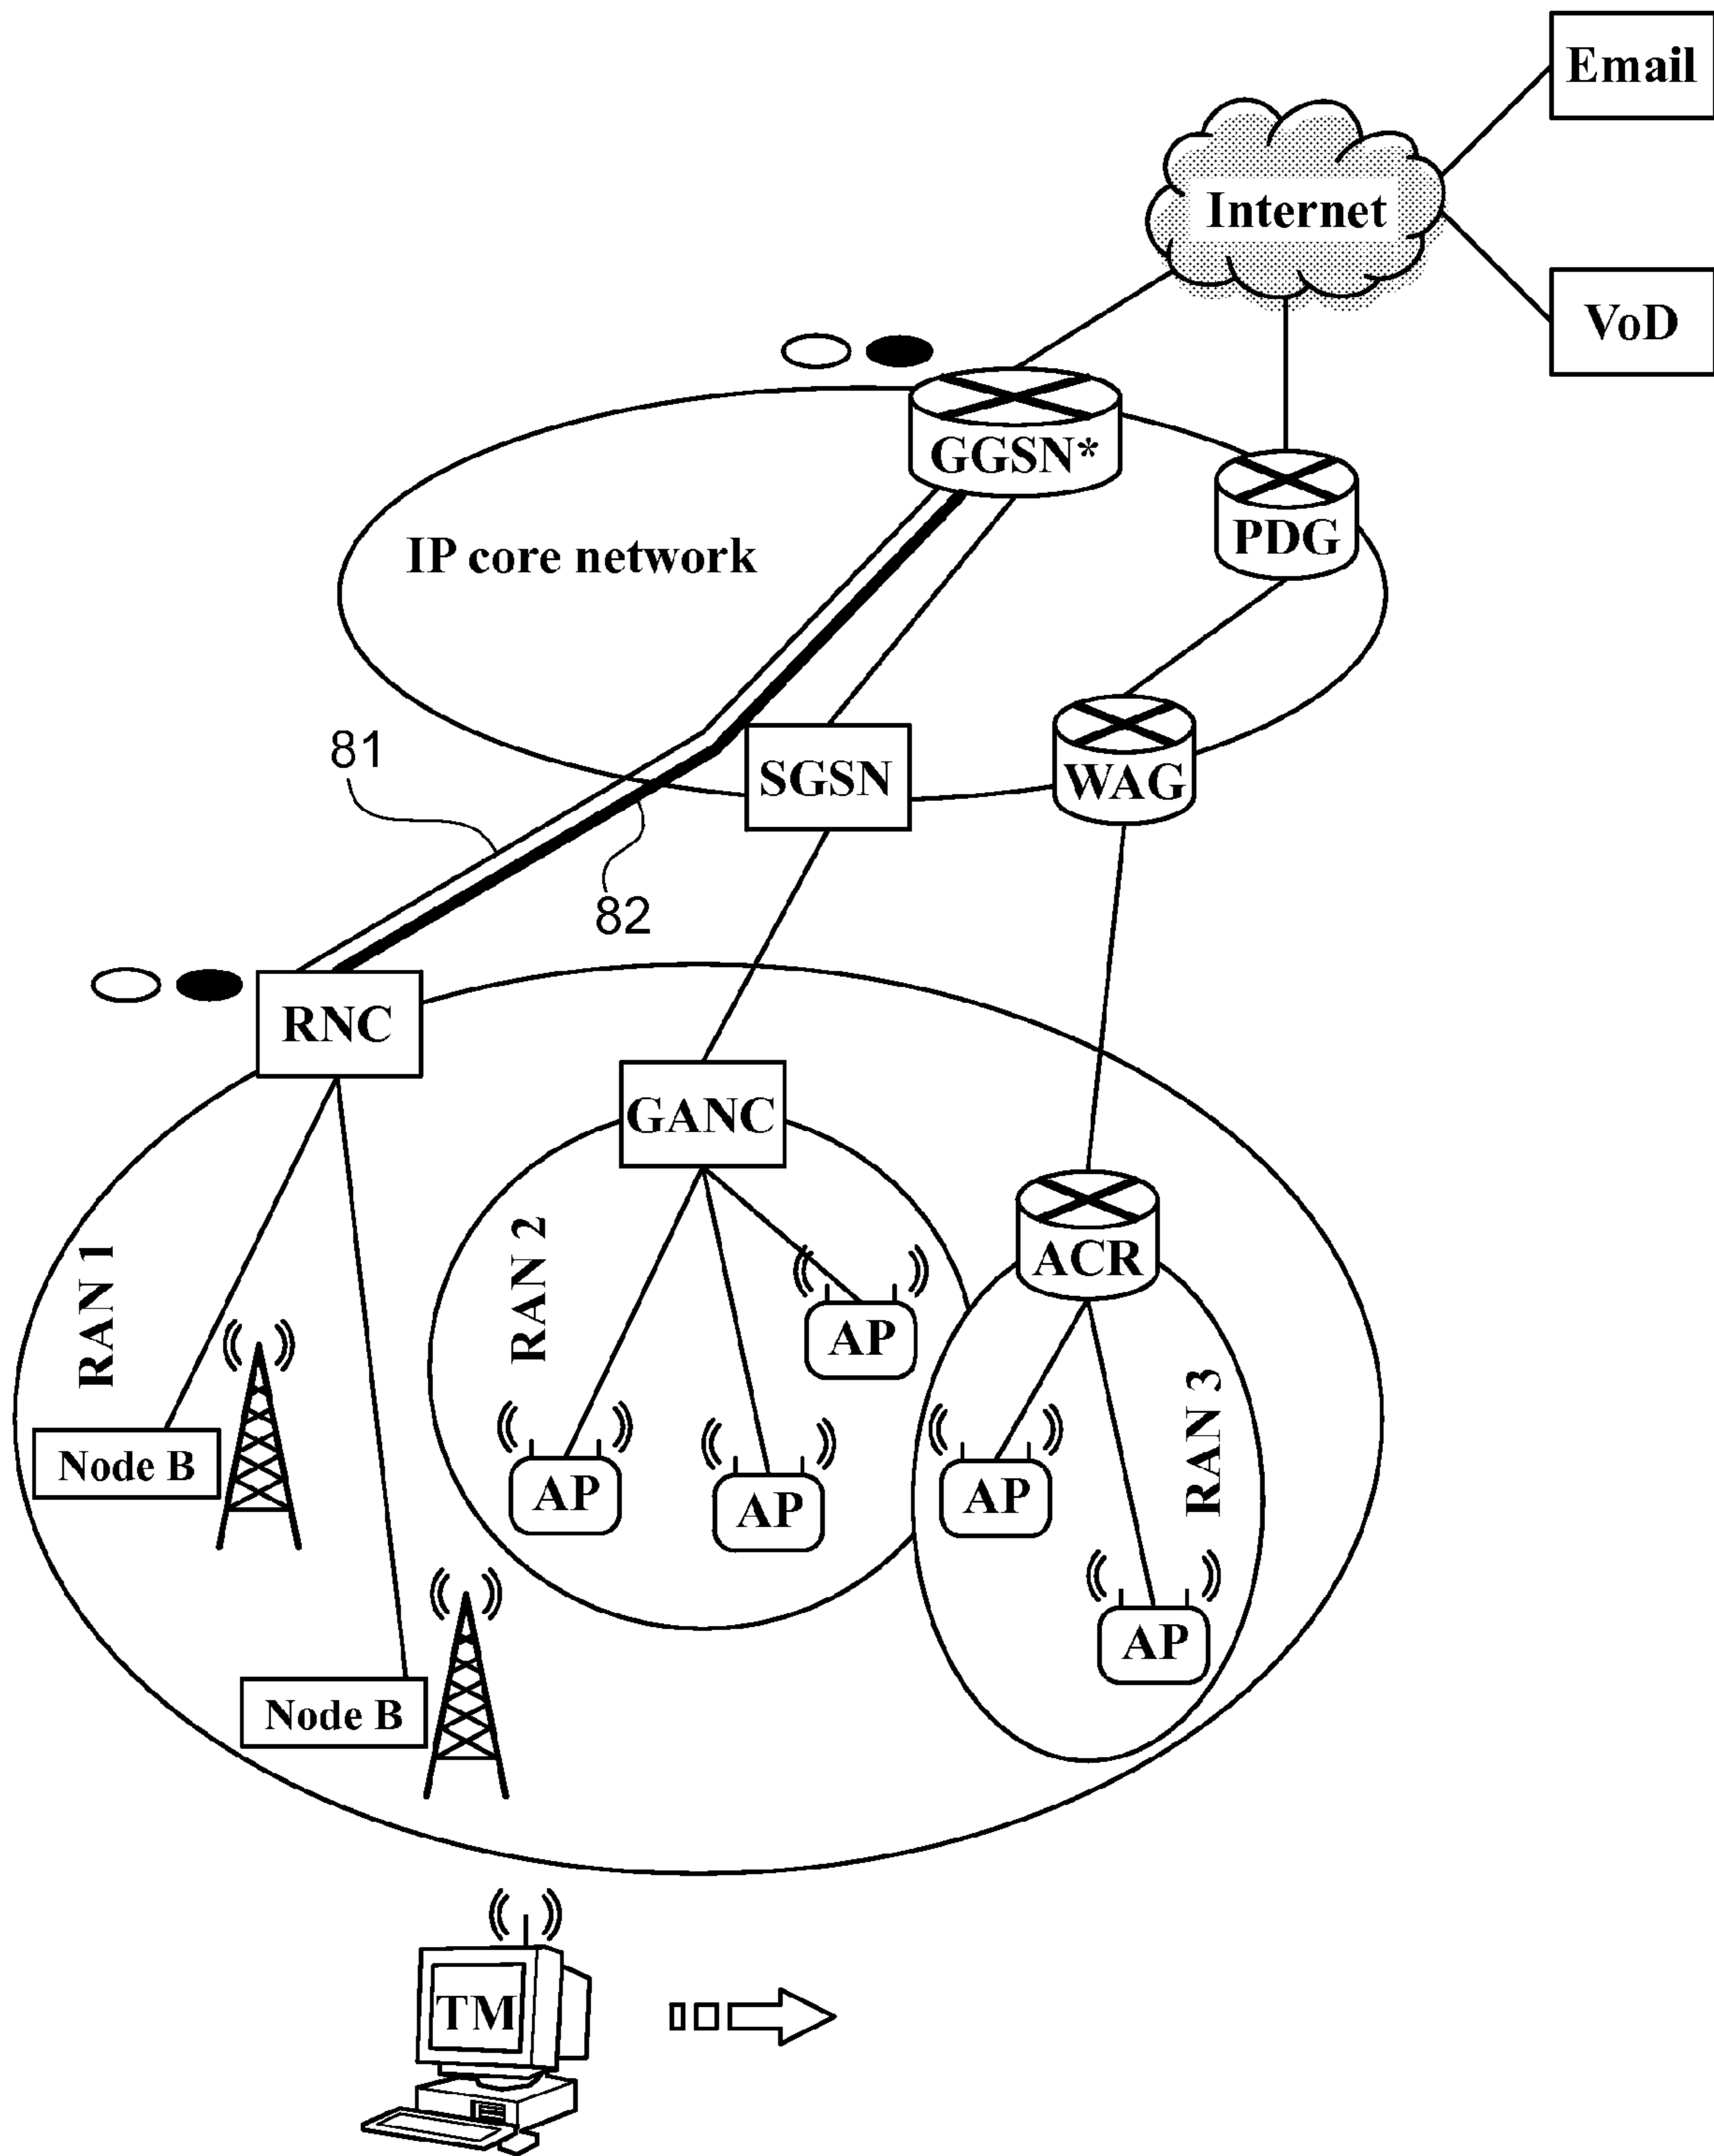 Email
Internet
VoD
GGSN*
PDG
IP core network
81
SGSN
WAG
82
RNC
GANC
ACR
RAN 1
RAN 2
AP
RAN 3
Node B
AP
AP
AP
AP
Node B
TM